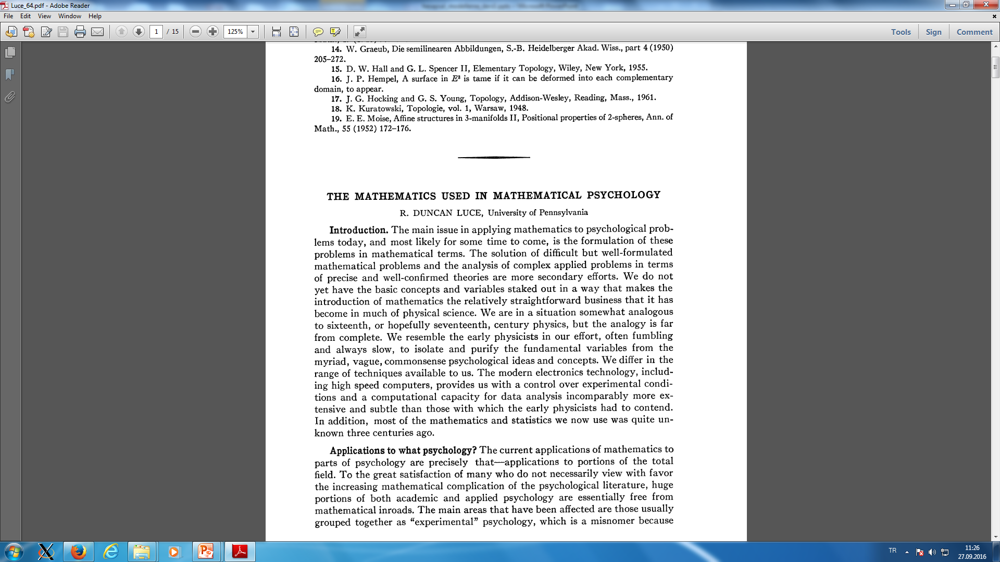 Luce_64.pdf - Adobe Reader
File Edit View Window Help
1 / 15 125% Tools Sign Comment
14. W. Graeub, Die semilinearen Abbildungen, S.-B. Heidelberger Akad. Wiss., part 4 (1950)
205–272.
15. D. W. Hall and G. L. Spencer II, Elementary Topology, Wiley, New York, 1955.
16. J. P. Hempel, A surface in E³ is tame if it can be deformed into each complementary
domain, to appear.
17. J. G. Hocking and G. S. Young, Topology, Addison-Wesley, Reading, Mass., 1961.
18. K. Kuratowski, Topologie, vol. 1, Warsaw, 1948.
19. E. E. Moise, Affine structures in 3-manifolds II, Positional properties of 2-spheres, Ann. of
Math., 55 (1952) 172–176.
THE MATHEMATICS USED IN MATHEMATICAL PSYCHOLOGY
R. DUNCAN LUCE, University of Pennsylvania
Introduction. The main issue in applying mathematics to psychological prob-
lems today, and most likely for some time to come, is the formulation of these
problems in mathematical terms. The solution of difficult but well-formulated
mathematical problems and the analysis of complex applied problems in terms
of precise and well-confirmed theories are more secondary efforts. We do not
yet have the basic concepts and variables staked out in a way that makes the
introduction of mathematics the relatively straightforward business that it has
become in much of physical science. We are in a situation somewhat analogous
to sixteenth, or hopefully seventeenth, century physics, but the analogy is far
from complete. We resemble the early physicists in our effort, often fumbling
and always slow, to isolate and purify the fundamental variables from the
myriad, vague, commonsense psychological ideas and concepts. We differ in the
range of techniques available to us. The modern electronics technology, includ-
ing high speed computers, provides us with a control over experimental condi-
tions and a computational capacity for data analysis incomparably more ex-
tensive and subtle than those with which the early physicists had to contend.
In addition, most of the mathematics and statistics we now use was quite un-
known three centuries ago.
Applications to what psychology? The current applications of mathematics to
parts of psychology are precisely that—applications to portions of the total
field. To the great satisfaction of many who do not necessarily view with favor
the increasing mathematical complication of the psychological literature, huge
portions of both academic and applied psychology are essentially free from
mathematical inroads. The main areas that have been affected are those usually
grouped together as “experimental” psychology, which is a misnomer because
TR
11:26
27.09.2016